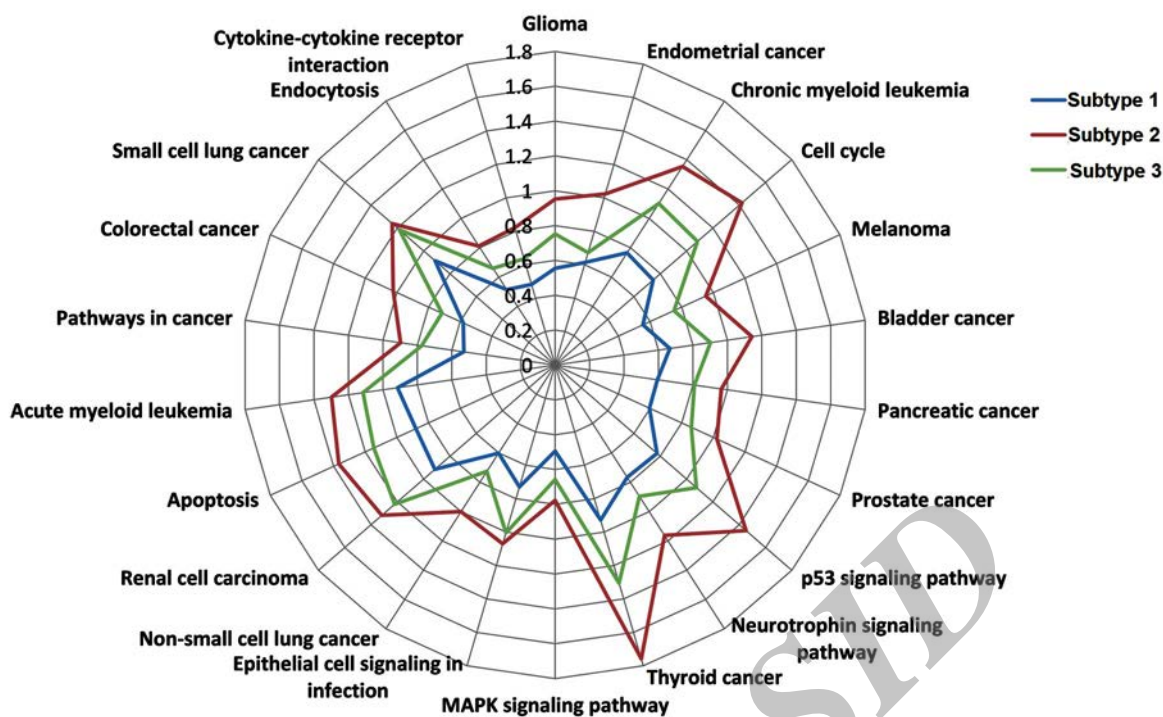 Glioma
Endometrial cancer
Chronic myeloid leukemia
Cell cycle
Melanoma
Bladder cancer
Pancreatic cancer
Prostate cancer
p53 signaling pathway
Neurotrophin signaling
pathway
Thyroid cancer
MAPK signaling pathway
Epithelial cell signaling in
infection
Non-small cell lung cancer
Renal cell carcinoma
Apoptosis
Acute myeloid leukemia
Pathways in cancer
Colorectal cancer
Small cell lung cancer
Endocytosis
Cytokine-cytokine receptor
interaction
1.8
1.6
1.4
1.2
1
0.8
0.6
0.4
0.2
0
Subtype 1
Subtype 2
Subtype 3
SID